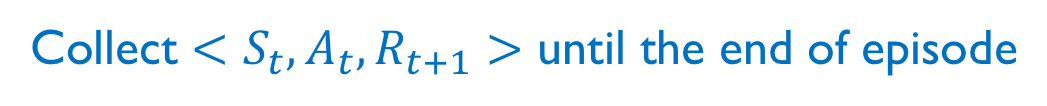 Collect < $S_t, A_t, R_{t+1}$ > until the end of episode